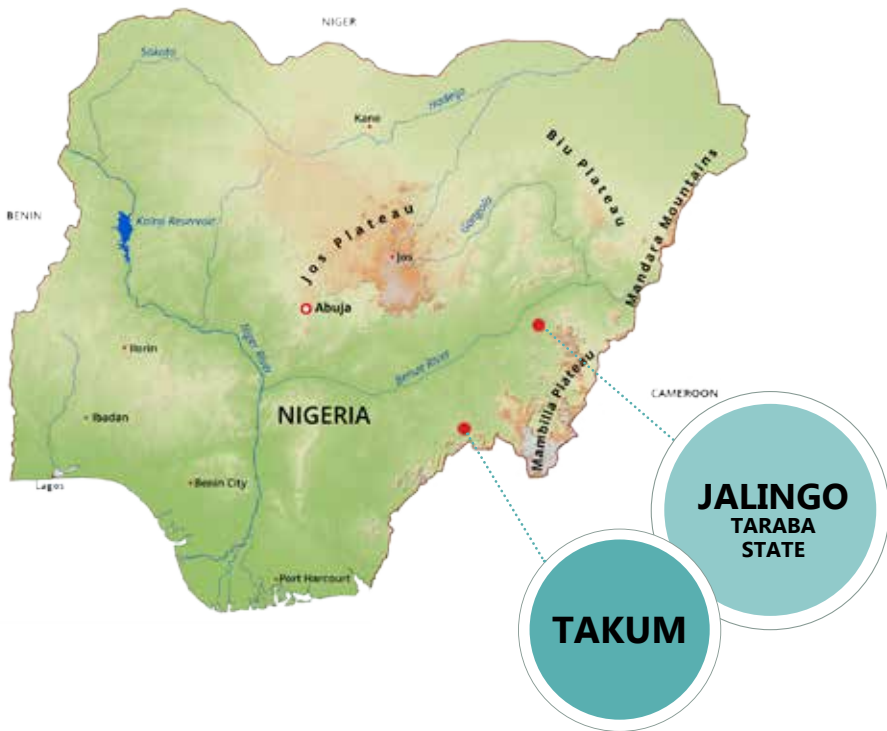 NIGER
Sokoto
Hadeija
Kano
Biu Plateau
Mandara Mountains
BENIN
Kainji Reservoir
Jos Plateau
Gongola
Jos
Abuja
Niger River
Benue River
Ilorin
Mambilla Plateau
CAMEROON
Ibadan
NIGERIA
Lagos
Benin City
JALINGO
TARABA
STATE
Port Harcourt
TAKUM